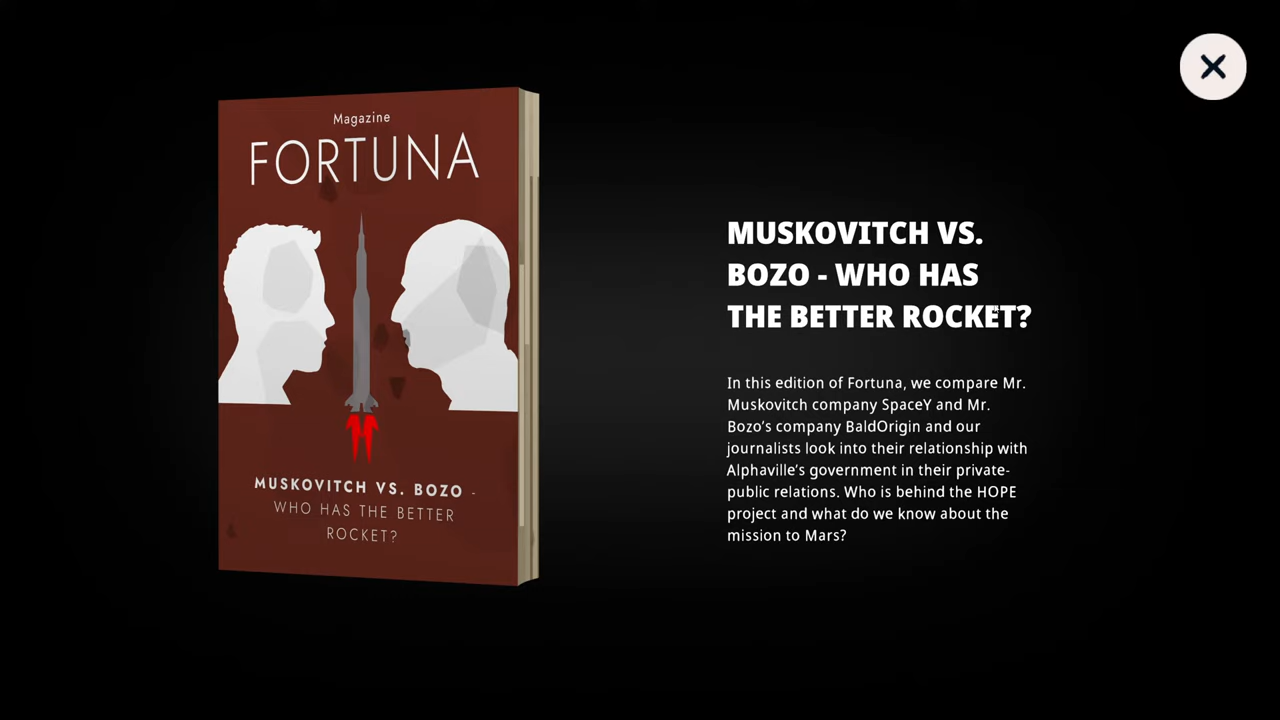 Magazine
FORTUNA
MUSKOVITCH VS. BOZO -
WHO HAS THE BETTER
ROCKET?
MUSKOVITCH VS.
BOZO - WHO HAS
THE BETTER ROCKET?
In this edition of Fortuna, we compare Mr.
Muskovitch company SpaceY and Mr.
Bozo's company BaldOrigin and our
journalists look into their relationship with
Alphaville's government in their private-
public relations. Who is behind the HOPE
project and what do we know about the
mission to Mars?